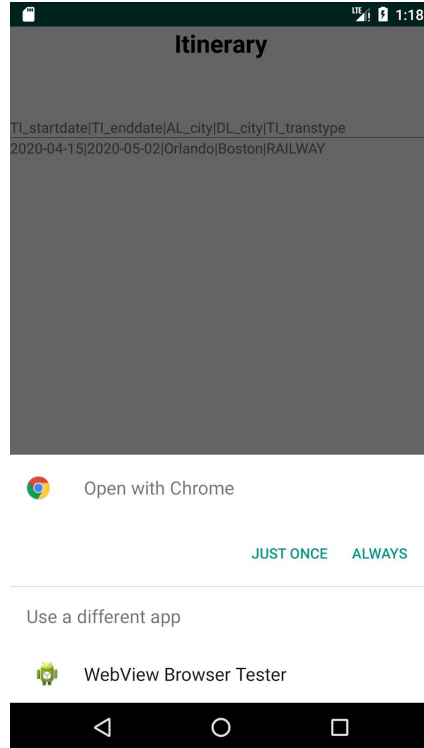 LTE 1:18
Itinerary
TI_startdate|TI_enddate|AL_city|DL_city|TI_transtype
2020-04-15|2020-05-02|Orlando|Boston|RAILWAY
Open with Chrome
JUST ONCE ALWAYS
Use a different app
WebView Browser Tester